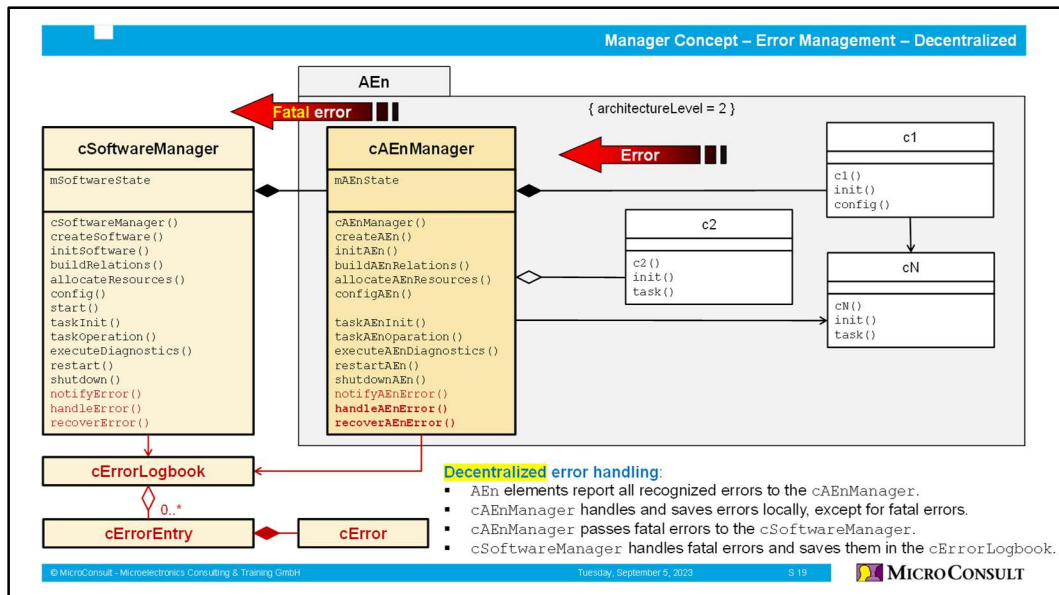 Manager Concept – Error Management – Decentralized
AEn
Fatal error
{ architectureLevel = 2 }
Error
cSoftwareManager
mSoftwareState
cSoftwareManager()
createSoftware()
initSoftware()
buildRelations()
allocateResources()
config()
start()
taskInit()
taskOperation()
executeDiagnostics()
restart()
shutdown()
notifyError()
handleError()
recoverError()
cAEnManager
mAEnState
cAEnManager()
createAEn()
initAEn()
buildAEnRelations()
allocateAEnResources()
configAEn()
taskAEnInit()
taskAEnOparation()
executeAEnDiagnostics()
restartAEn()
shutdownAEn()
notifyAEnError()
handleAEnError()
recoverAEnError()
c1
c1()
init()
config()
c2
c2()
init()
task()
cN
cN()
init()
task()
cErrorLogbook
0..*
cErrorEntry
cError
Decentralized error handling:
▪ AEn elements report all recognized errors to the cAEnManager.
▪ cAEnManager handles and saves errors locally, except for fatal errors.
▪ cAEnManager passes fatal errors to the cSoftwareManager.
▪ cSoftwareManager handles fatal errors and saves them in the cErrorLogbook.
© MicroConsult - Microelectronics Consulting & Training GmbH
Tuesday, September 5, 2023
S 19
MICROCONSULT